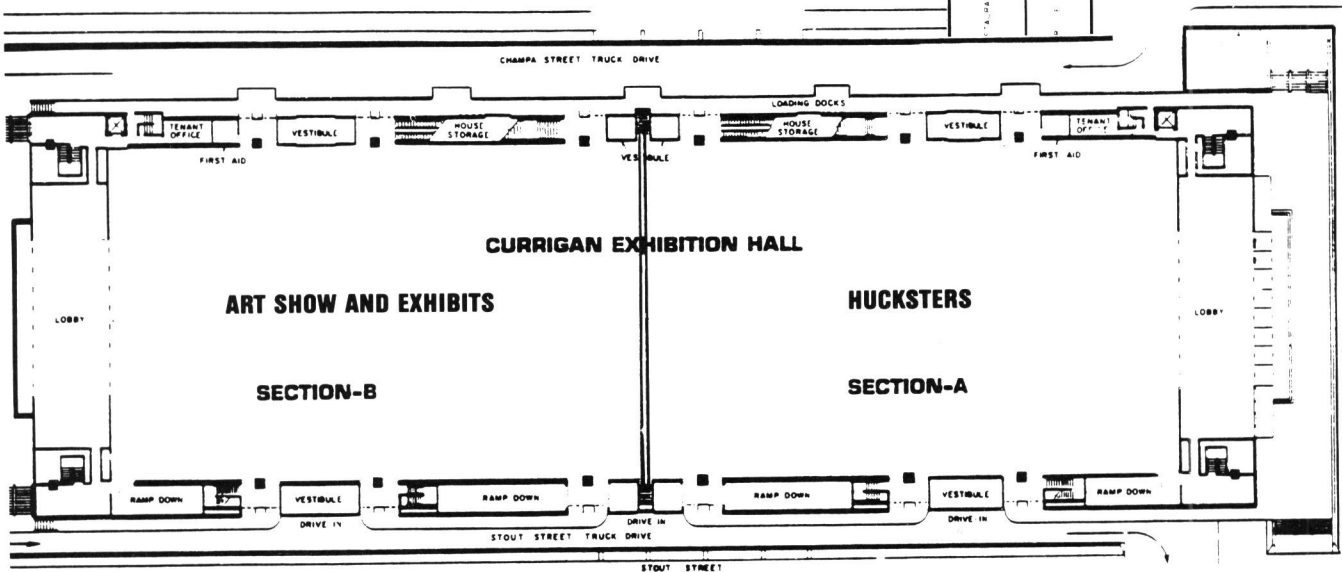 CHAMPA STREET TRUCK DRIVE
LOADING DOCKS
TENANT OFFICE
VESTIBULE
HOUSE STORAGE
HOUSE STORAGE
VESTIBULE
TENANT OFFICE
FIRST AID
VESTIBULE
FIRST AID
CURRIGAN EXHIBITION HALL
ART SHOW AND EXHIBITS
HUCKSTERS
LOBBY
LOBBY
SECTION-B
SECTION-A
RAMP DOWN
VESTIBULE
RAMP DOWN
RAMP DOWN
VESTIBULE
RAMP DOWN
DRIVE IN
DRIVE IN
DRIVE IN
STOUT STREET TRUCK DRIVE
STOUT STREET